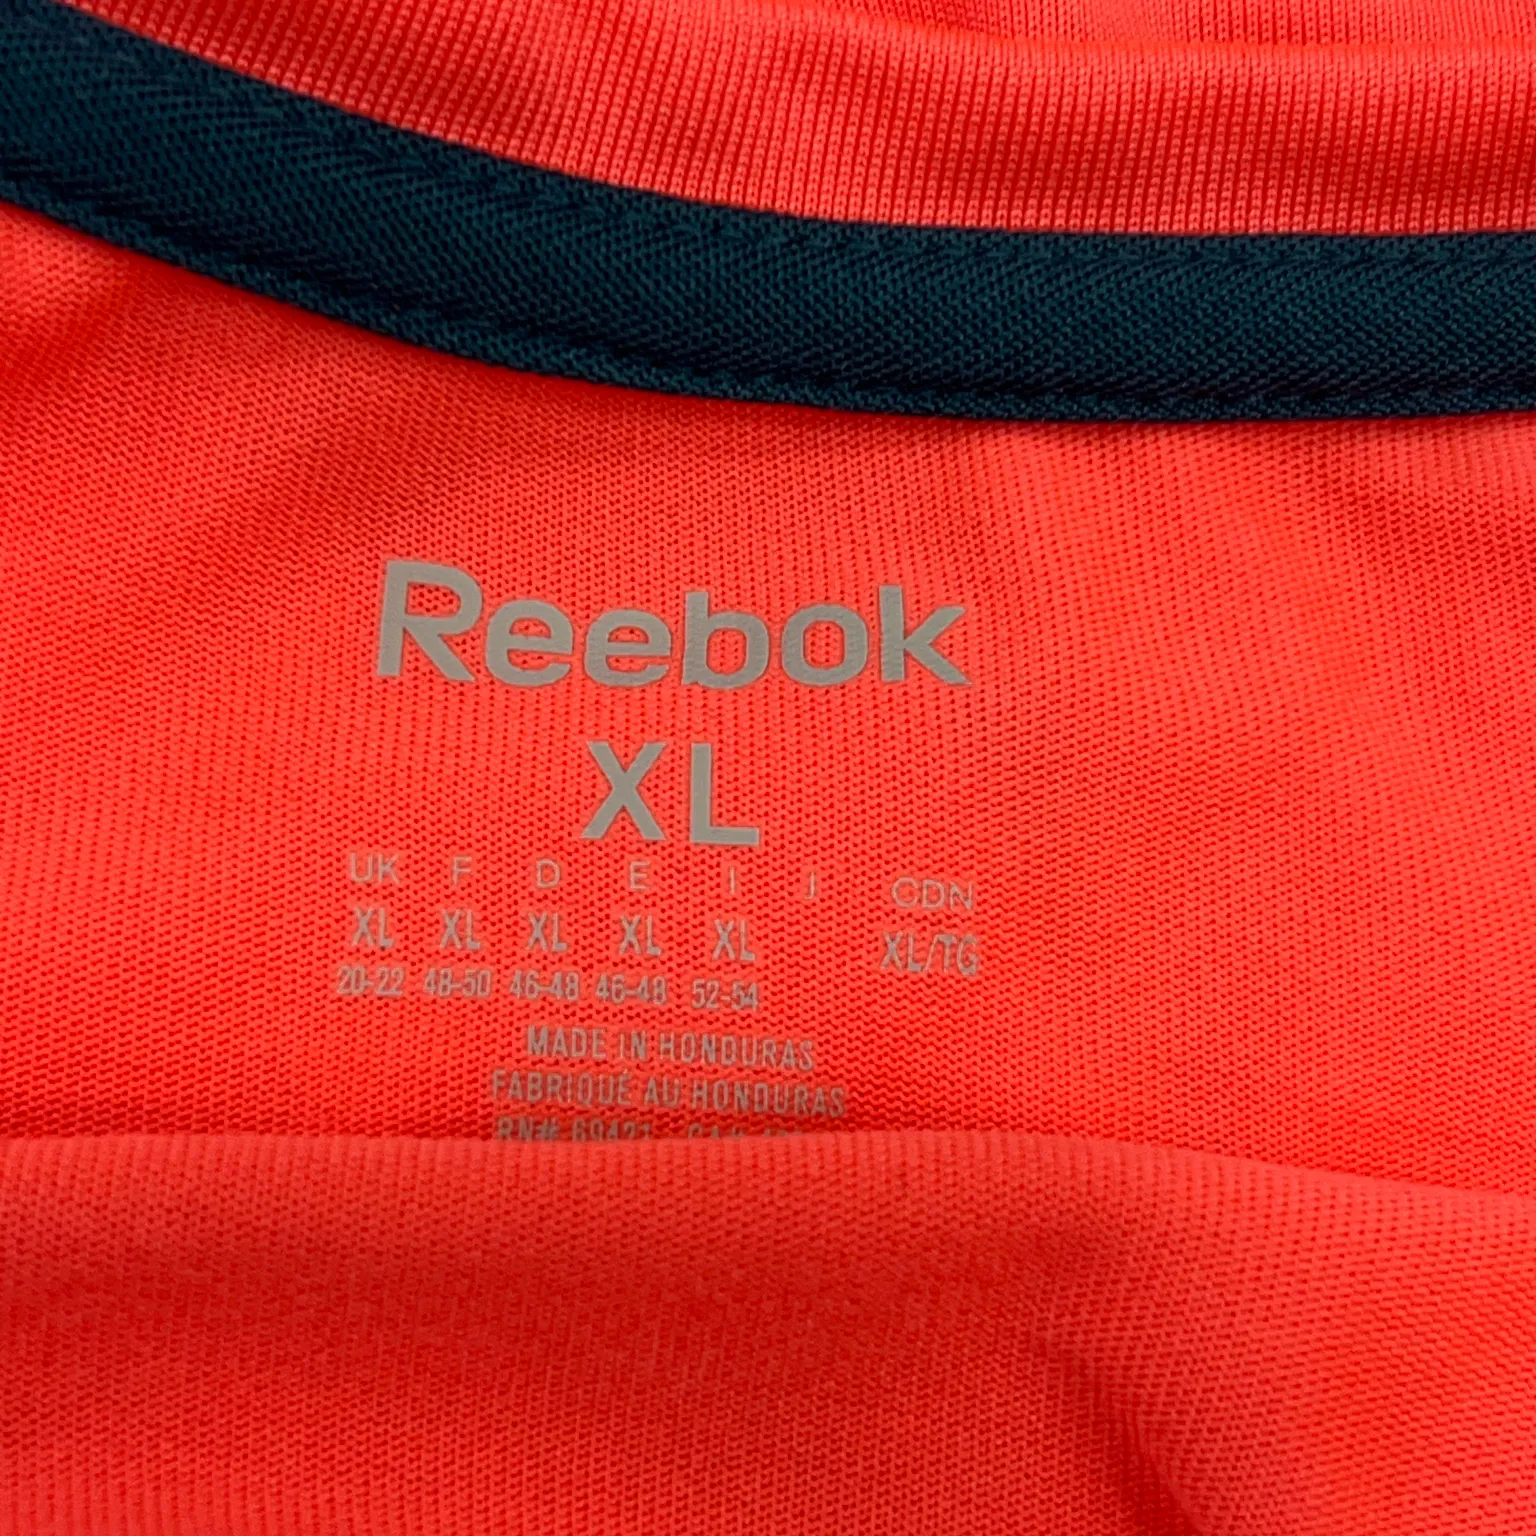 Reebok
XL
UK F D E I J CDN
XL XL XL XL XL XL/TG
20-22 48-50 46-48 46-48 52-54
MADE IN HONDURAS
FABRIQUÉ AU HONDURAS
RN#